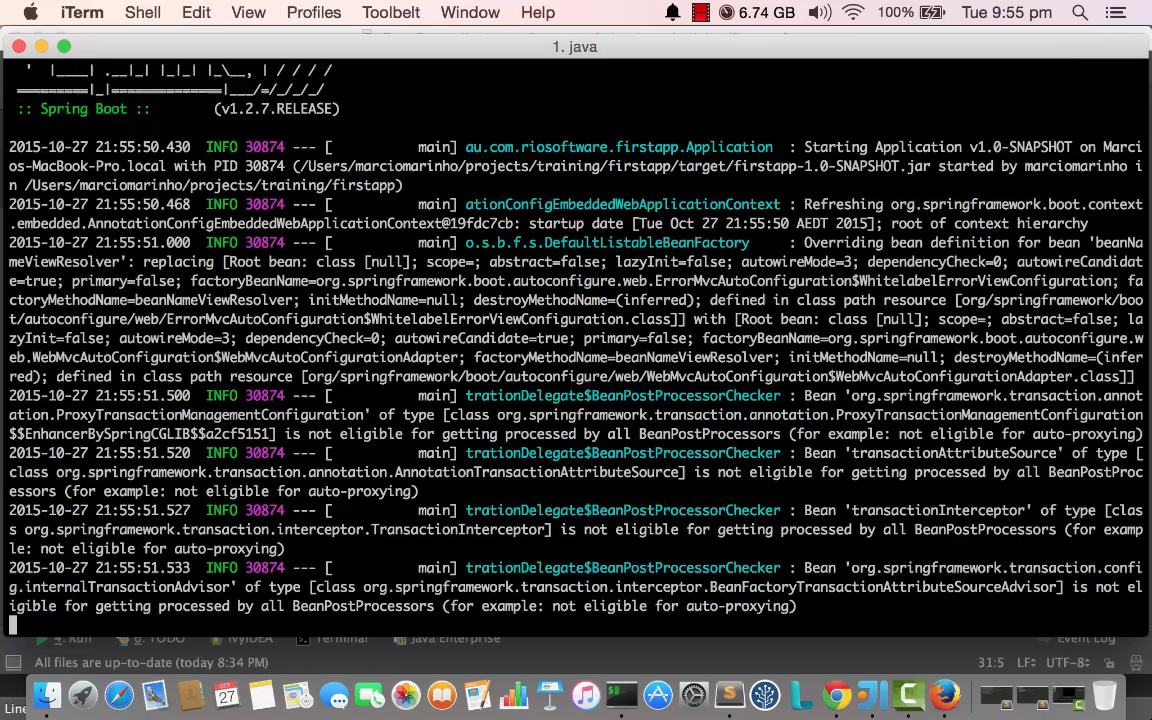 iTerm Shell Edit View Profiles Toolbelt Window Help 6.74 GB 100% Tue 9:55 pm
1. java
' |____| .__|_| |_|_| |_\__, | / / / /
=========|_|==============|___/=/_/_/_/
:: Spring Boot :: (v1.2.7.RELEASE)
2015-10-27 21:55:50.430 INFO 30874 --- [ main] au.com.riosoftware.firstapp.Application : Starting Application v1.0-SNAPSHOT on Marci
os-MacBook-Pro.local with PID 30874 (/Users/marciomarinho/projects/training/firstapp/target/firstapp-1.0-SNAPSHOT.jar started by marciomarinho i
n /Users/marciomarinho/projects/training/firstapp)
2015-10-27 21:55:50.468 INFO 30874 --- [ main] ationConfigEmbeddedWebApplicationContext : Refreshing org.springframework.boot.context
.embedded.AnnotationConfigEmbeddedWebApplicationContext@19fdc7cb: startup date [Tue Oct 27 21:55:50 AEDT 2015]; root of context hierarchy
2015-10-27 21:55:51.000 INFO 30874 --- [ main] o.s.b.f.s.DefaultListableBeanFactory : Overriding bean definition for bean 'beanNa
meViewResolver': replacing [Root bean: class [null]; scope=; abstract=false; lazyInit=false; autowireMode=3; dependencyCheck=0; autowireCandidat
e=true; primary=false; factoryBeanName=org.springframework.boot.autoconfigure.web.ErrorMvcAutoConfiguration$WhitelabelErrorViewConfiguration; fa
ctoryMethodName=beanNameViewResolver; initMethodName=null; destroyMethodName=(inferred); defined in class path resource [org/springframework/boo
t/autoconfigure/web/ErrorMvcAutoConfiguration$WhitelabelErrorViewConfiguration.class]] with [Root bean: class [null]; scope=; abstract=false; la
zyInit=false; autowireMode=3; dependencyCheck=0; autowireCandidate=true; primary=false; factoryBeanName=org.springframework.boot.autoconfigure.w
eb.WebMvcAutoConfiguration$WebMvcAutoConfigurationAdapter; factoryMethodName=beanNameViewResolver; initMethodName=null; destroyMethodName=(infer
red); defined in class path resource [org/springframework/boot/autoconfigure/web/WebMvcAutoConfiguration$WebMvcAutoConfigurationAdapter.class]]
2015-10-27 21:55:51.500 INFO 30874 --- [ main] trationDelegate$BeanPostProcessorChecker : Bean 'org.springframework.transaction.annot
ation.ProxyTransactionManagementConfiguration' of type [class org.springframework.transaction.annotation.ProxyTransactionManagementConfiguration
$$EnhancerBySpringCGLIB$$a2cf5151] is not eligible for getting processed by all BeanPostProcessors (for example: not eligible for auto-proxying)
2015-10-27 21:55:51.520 INFO 30874 --- [ main] trationDelegate$BeanPostProcessorChecker : Bean 'transactionAttributeSource' of type [
class org.springframework.transaction.annotation.AnnotationTransactionAttributeSource] is not eligible for getting processed by all BeanPostProc
essors (for example: not eligible for auto-proxying)
2015-10-27 21:55:51.527 INFO 30874 --- [ main] trationDelegate$BeanPostProcessorChecker : Bean 'transactionInterceptor' of type [clas
s org.springframework.transaction.interceptor.TransactionInterceptor] is not eligible for getting processed by all BeanPostProcessors (for examp
le: not eligible for auto-proxying)
2015-10-27 21:55:51.533 INFO 30874 --- [ main] trationDelegate$BeanPostProcessorChecker : Bean 'org.springframework.transaction.confi
g.internalTransactionAdvisor' of type [class org.springframework.transaction.interceptor.BeanFactoryTransactionAttributeSourceAdvisor] is not el
igible for getting processed by all BeanPostProcessors (for example: not eligible for auto-proxying)
4: Run 6: TODO IvyIDEA Terminal Java Enterprise Event Log
All files are up-to-date (today 8:34 PM) 31:5 LF÷ UTF-8÷
OCT
27
Line